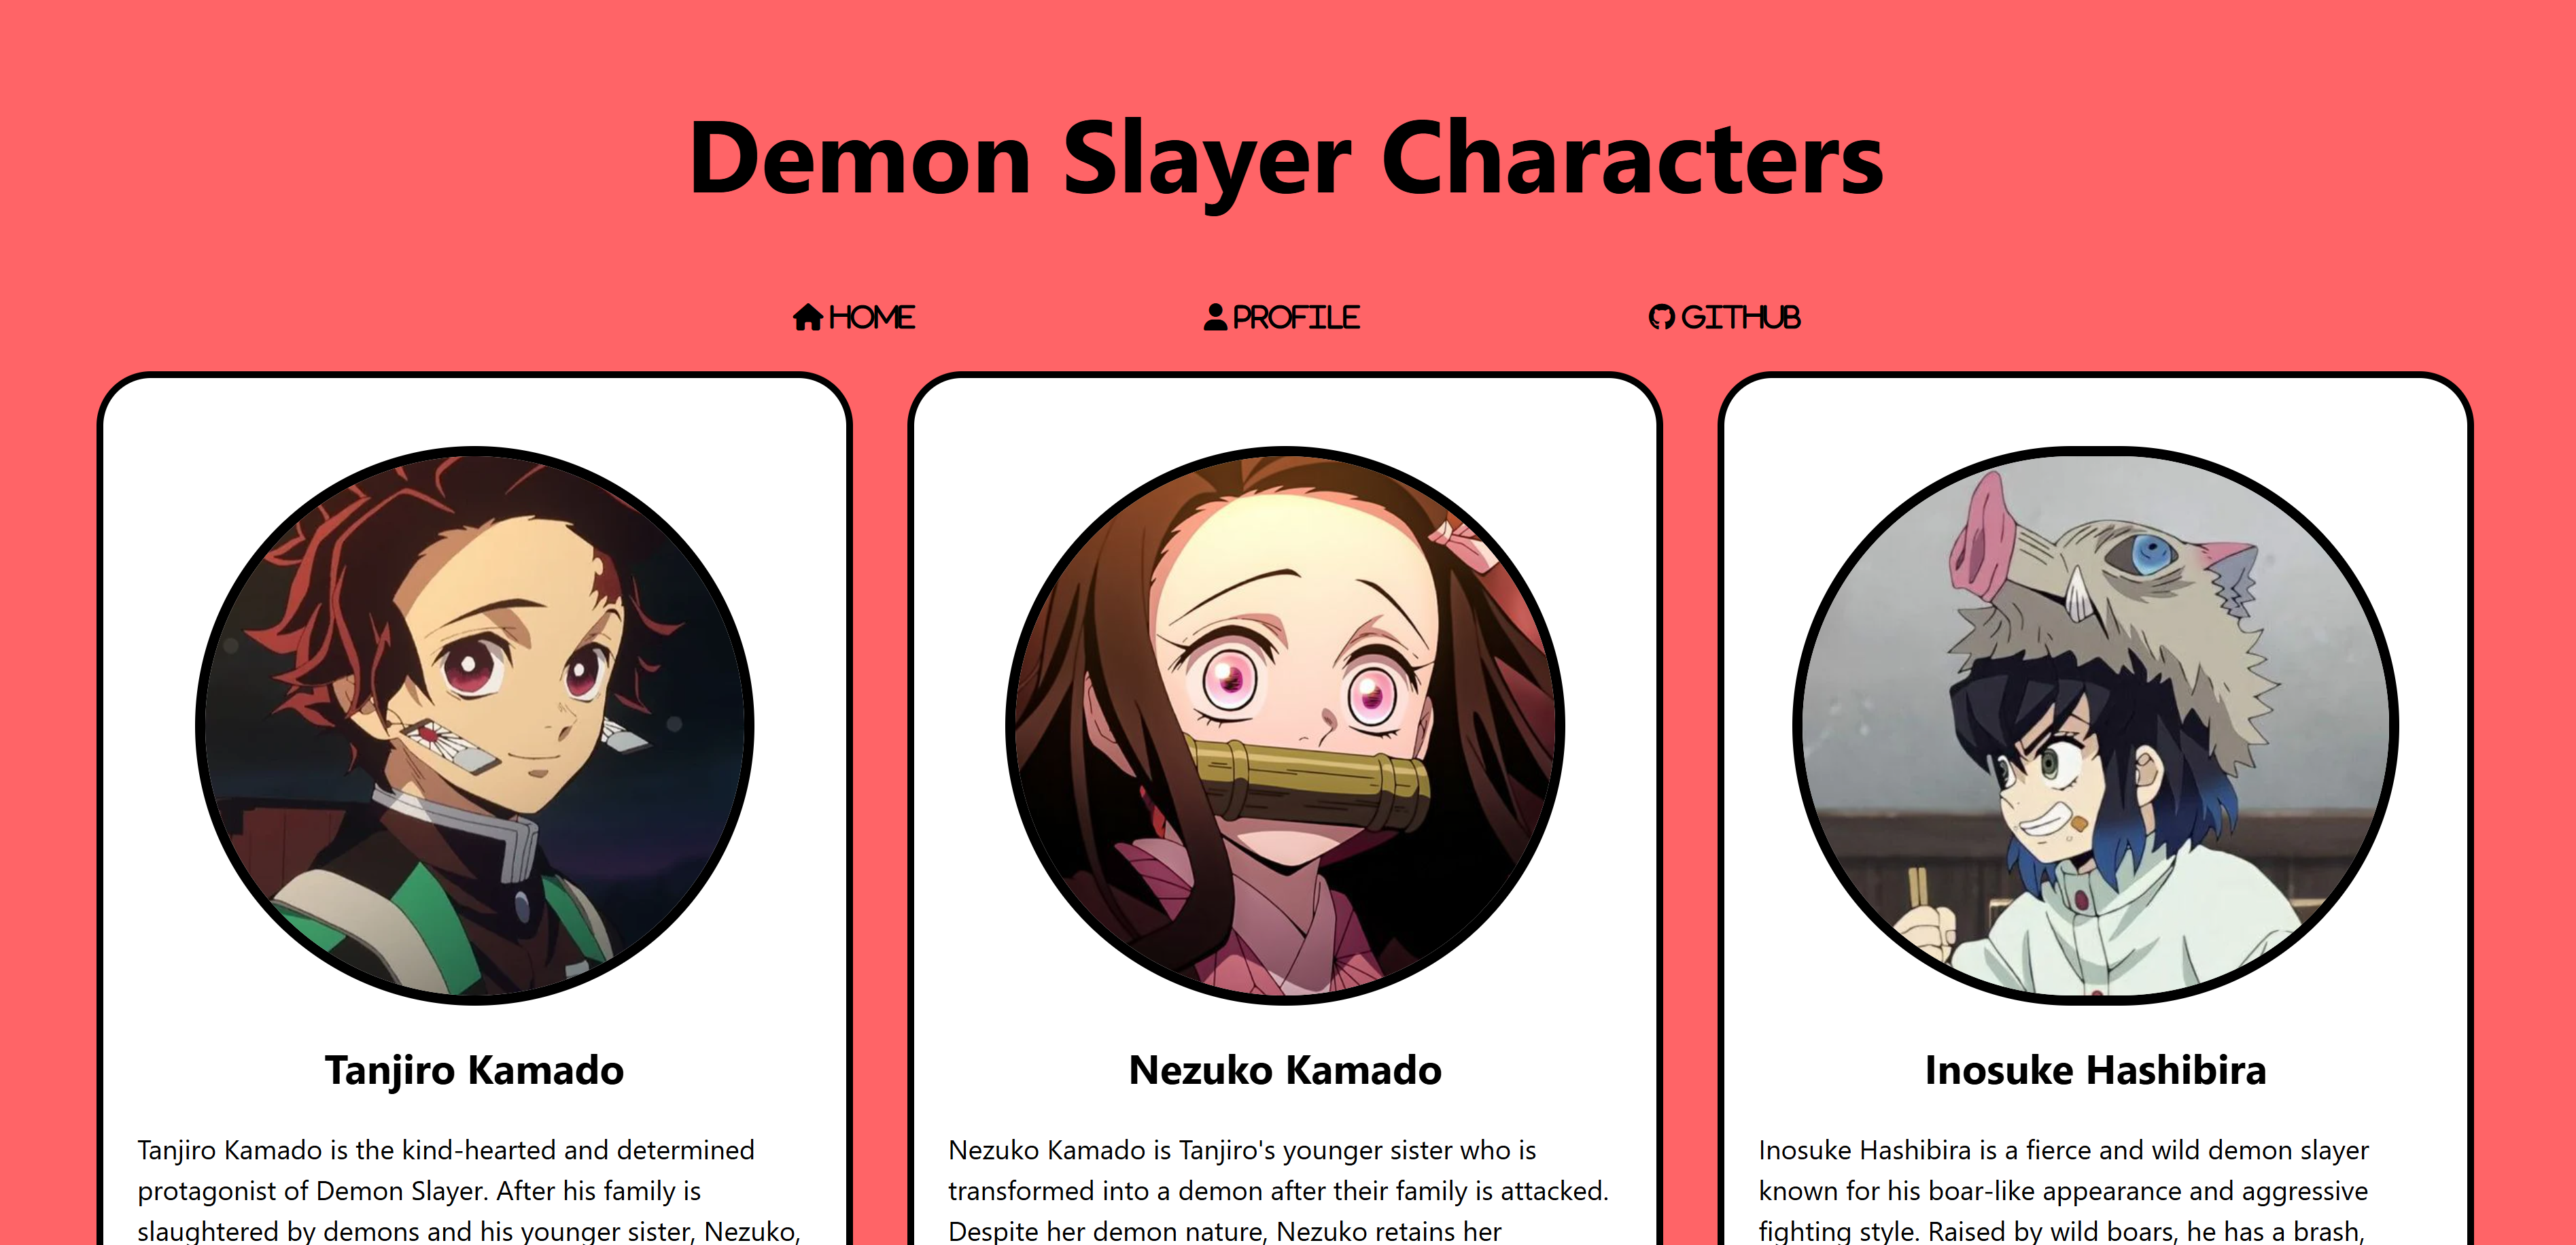 Demon Slayer Characters
HOME
PROFILE
GITHUB
Tanjiro Kamado
Tanjiro Kamado is the kind-hearted and determined
protagonist of Demon Slayer. After his family is
slaughtered by demons and his younger sister, Nezuko,
Nezuko Kamado
Nezuko Kamado is Tanjiro's younger sister who is
transformed into a demon after their family is attacked.
Despite her demon nature, Nezuko retains her
Inosuke Hashibira
Inosuke Hashibira is a fierce and wild demon slayer
known for his boar-like appearance and aggressive
fighting style. Raised by wild boars, he has a brash,